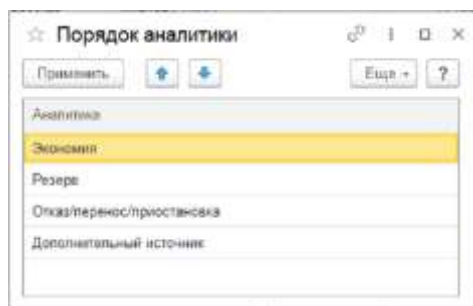 Порядок аналитики
Применить
Еще
?
Аналитика
Экономия
Резерв
Отказ/перенос/приостановка
Дополнительный источник